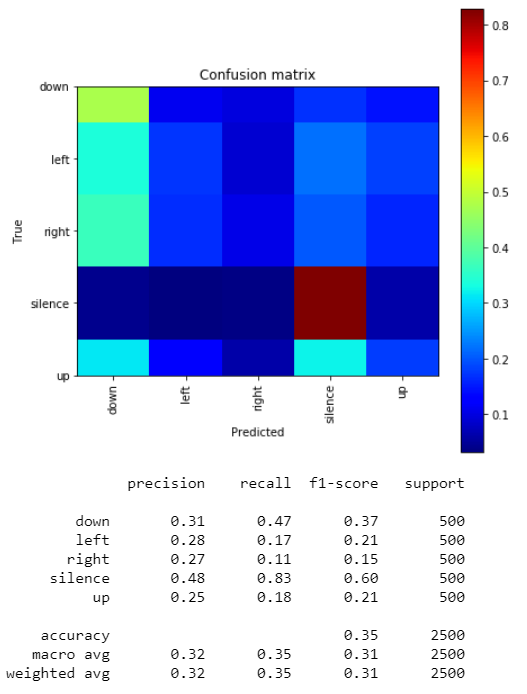 Confusion matrix
True
down
left
right
silence
up
down
left
right
silence
up
Predicted
0.8
0.7
0.6
0.5
0.4
0.3
0.2
0.1
precision recall f1-score support
down 0.31 0.47 0.37 500
left 0.28 0.17 0.21 500
right 0.27 0.11 0.15 500
silence 0.48 0.83 0.60 500
up 0.25 0.18 0.21 500
accuracy 0.35 2500
macro avg 0.32 0.35 0.31 2500
weighted avg 0.32 0.35 0.31 2500